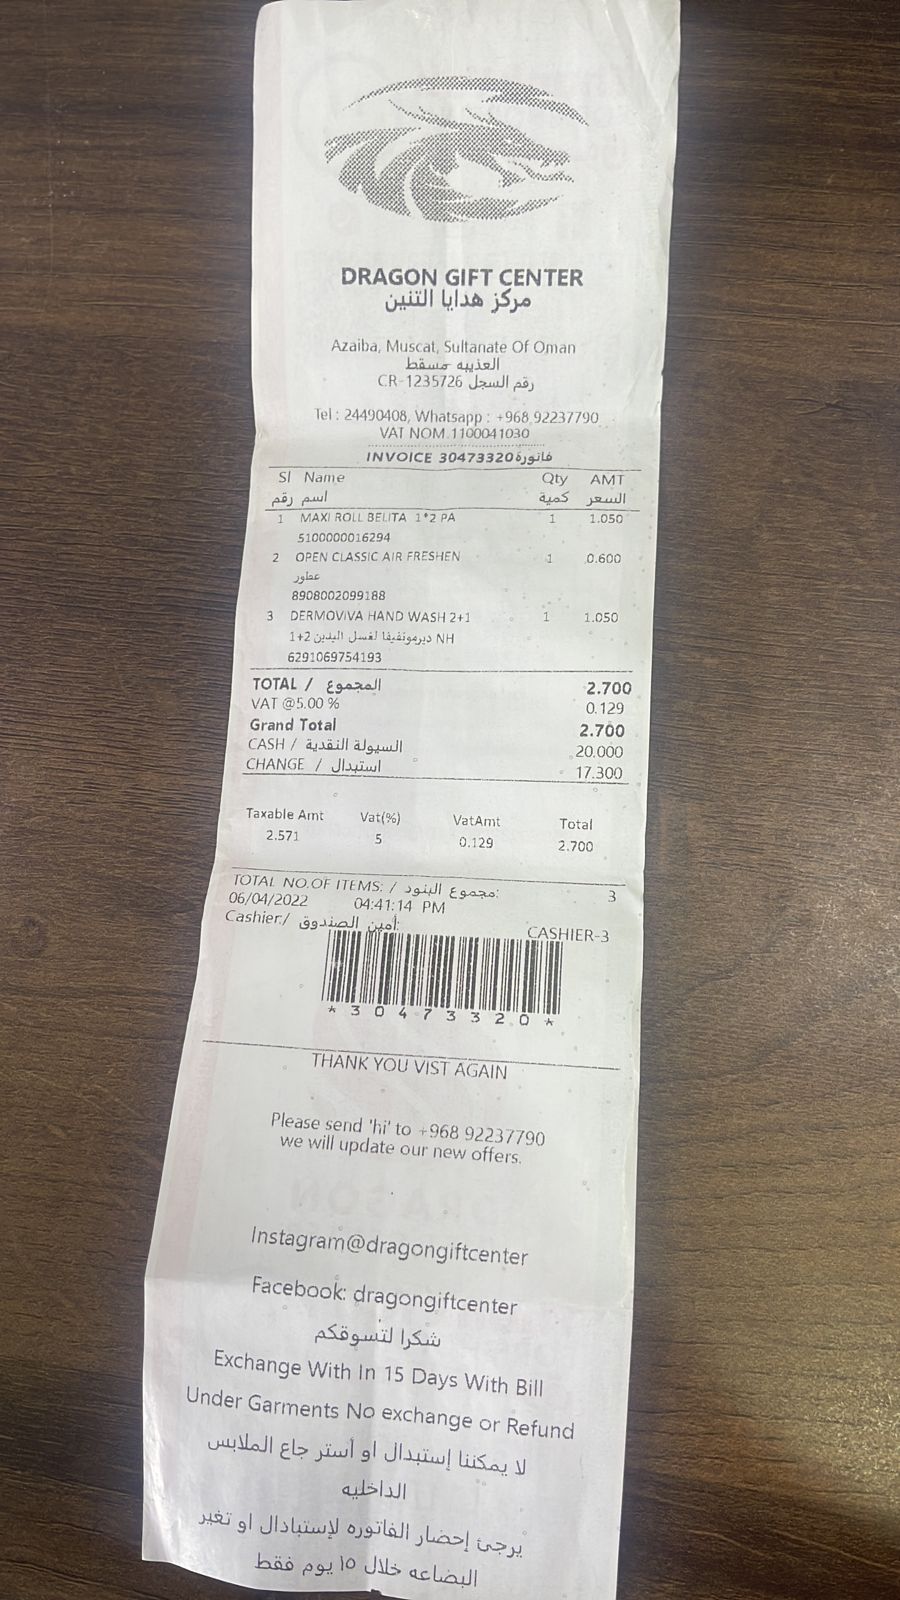 DRAGON GIFT CENTER
مركز هدايا التنين
Azaiba, Muscat, Sultanate Of Oman
العذيبه مسقط
CR-1235726 رقم السجل
Tel : 24490408, Whatsapp : +968 92237790
VAT NOM.1100041030
INVOICE 30473320 فاتورة
Sl Name Qty AMT
رقم اسم كمية السعر
1 MAXI ROLL BELITA 1*2 PA 1 1.050
5100000016294
2 OPEN CLASSIC AIR FRESHEN 1 0.600
عطور
8908002099188
3 DERMOVIVA HAND WASH 2+1 1 1.050
ديرموفيفا لغسل اليدين 2+1 NH
6291069754193
TOTAL / المجموع 2.700
VAT @5.00 % 0.129
Grand Total 2.700
CASH / السيولة النقدية 20.000
CHANGE / استبدال 17.300
Taxable Amt Vat(%) VatAmt Total
2.571 5 0.129 2.700
TOTAL NO.OF ITEMS: / مجموع البنود: 3
06/04/2022 04:41:14 PM
Cashier:/ أمين الصندوق: CASHIER-3
*30473320*
THANK YOU VIST AGAIN
Please send 'hi' to +968 92237790
we will update our new offers.
Instagram@dragongiftcenter
Facebook: dragongiftcenter
شكرا لتسوقكم
Exchange With In 15 Days With Bill
Under Garments No exchange or Refund
لا يمكننا إستبدال او أستر جاع الملابس
الداخليه
يرجئ إحضار الفاتوره لإستبادال او تغير
البضاعه خلال ١٥ يوم فقط